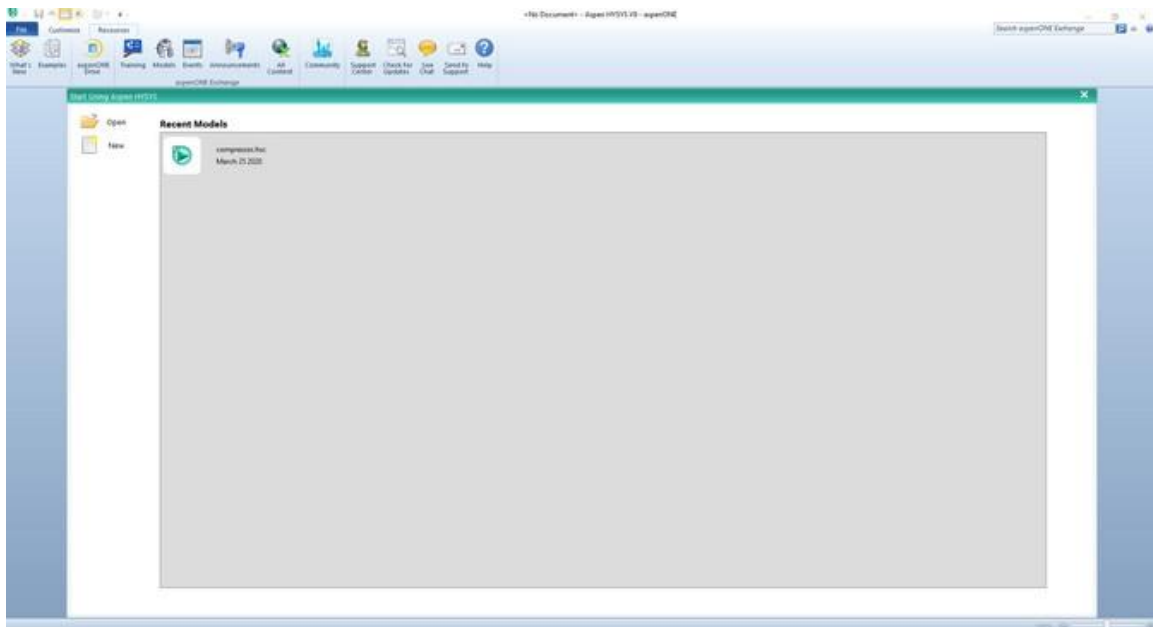 <No Document> - Aspen HYSYS V9 - aspenONE
File Customize Resources
Search aspenONE Exchange
What's New
Examples
aspenONE Drive
Training
Models
Events
Announcements
All Content
Community
Support Center
Check For Updates
Live Chat
Send To Support
Help
aspenONE Exchange
Start Using Aspen HYSYS
Open
New
Recent Models
compressor.hsc
March 25 2020